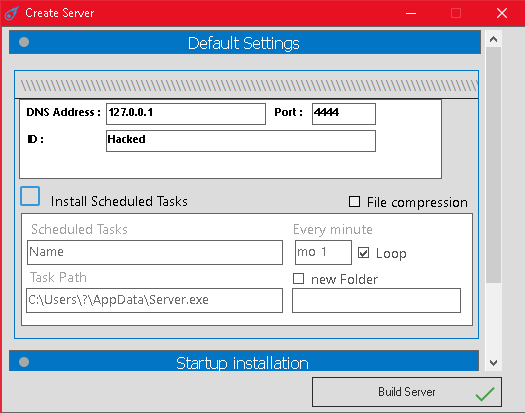 Create Server
Default Settings
DNS Address : 127.0.0.1 Port : 4444
ID : Hacked
Install Scheduled Tasks File compression
Scheduled Tasks Every minute
Name mo 1 Loop
Task Path new Folder
C:\Users\?\AppData\Server.exe
Startup installation
Build Server